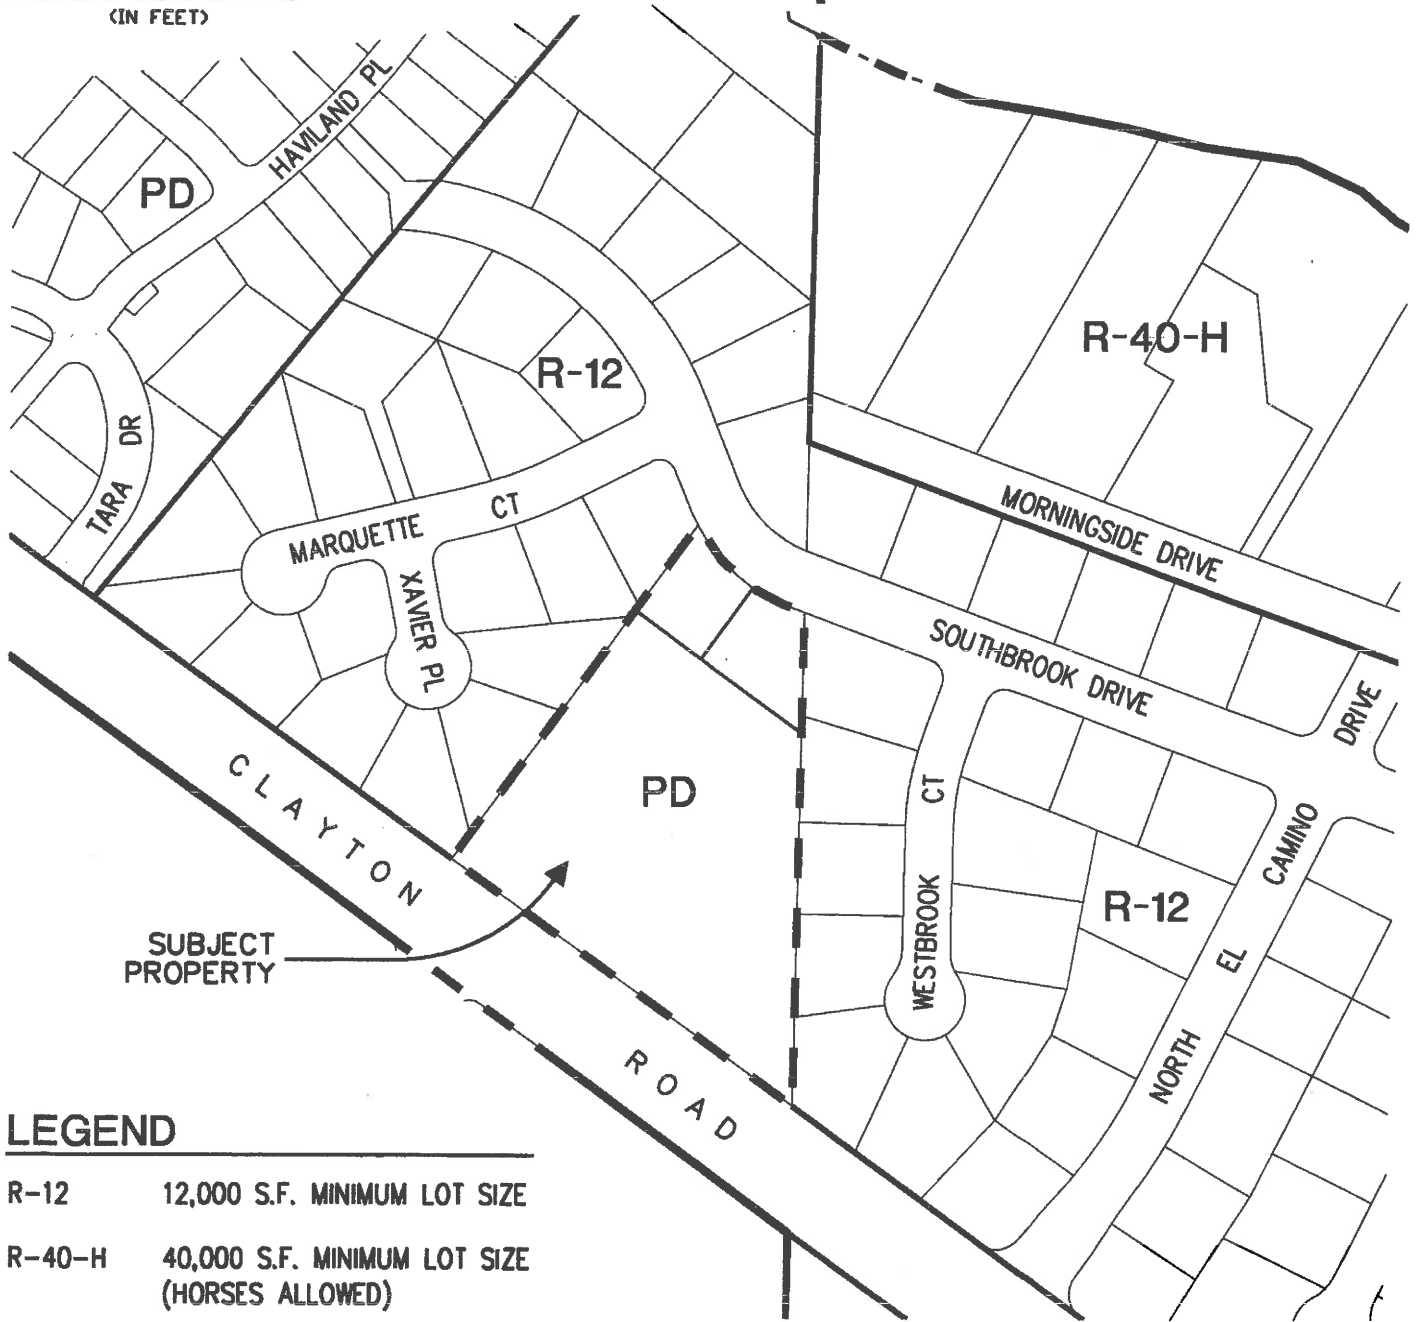 (IN FEET)
HAVILAND PL
PD
R-40-H
R-12
TARA DR
MARQUETTE CT
XAVIER PL
MORNINGSIDE DRIVE
SOUTHBROOK DRIVE
DRIVE
PD
WESTBROOK CT
R-12
NORTH EL CAMINO
CLAYTON ROAD
SUBJECT
PROPERTY
LEGEND
R-12 12,000 S.F. MINIMUM LOT SIZE
R-40-H 40,000 S.F. MINIMUM LOT SIZE
(HORSES ALLOWED)